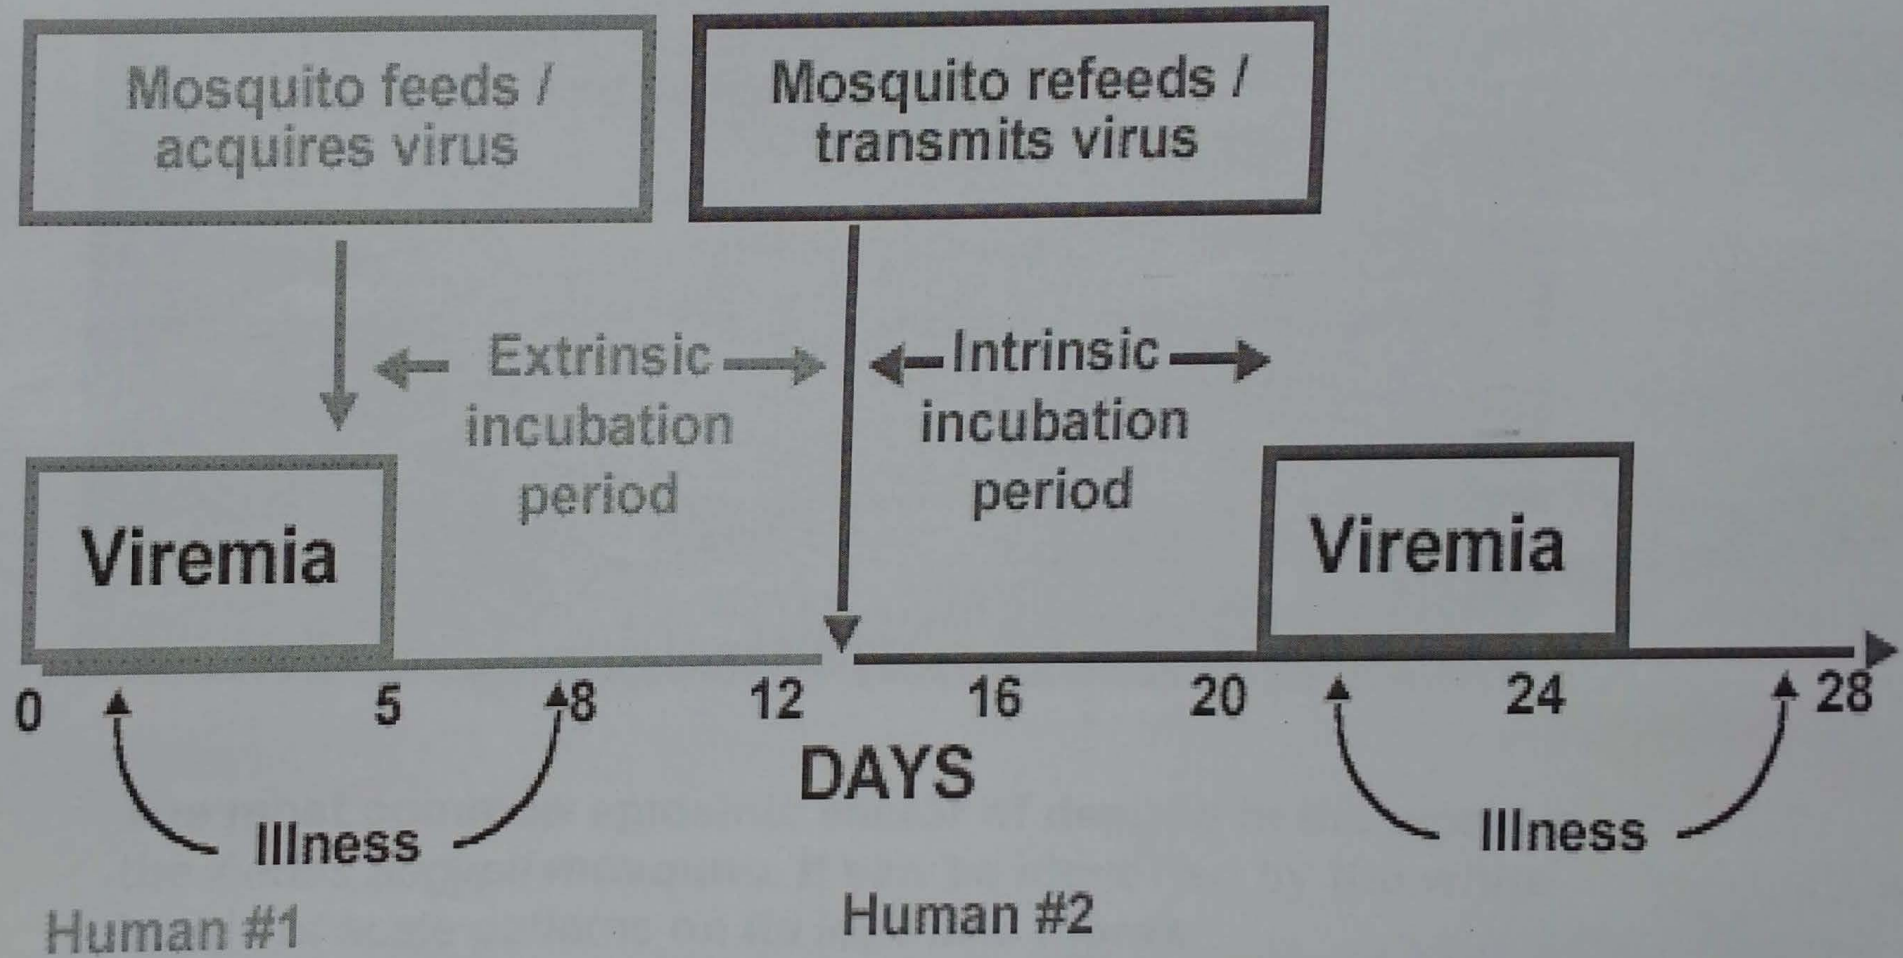 Mosquito feeds /
acquires virus
Mosquito refeeds /
transmits virus
Extrinsic
incubation
period
Intrinsic
incubation
period
Viremia
Viremia
0 5 8 12 16 20 24 28
DAYS
Illness
Illness
Human #1
Human #2